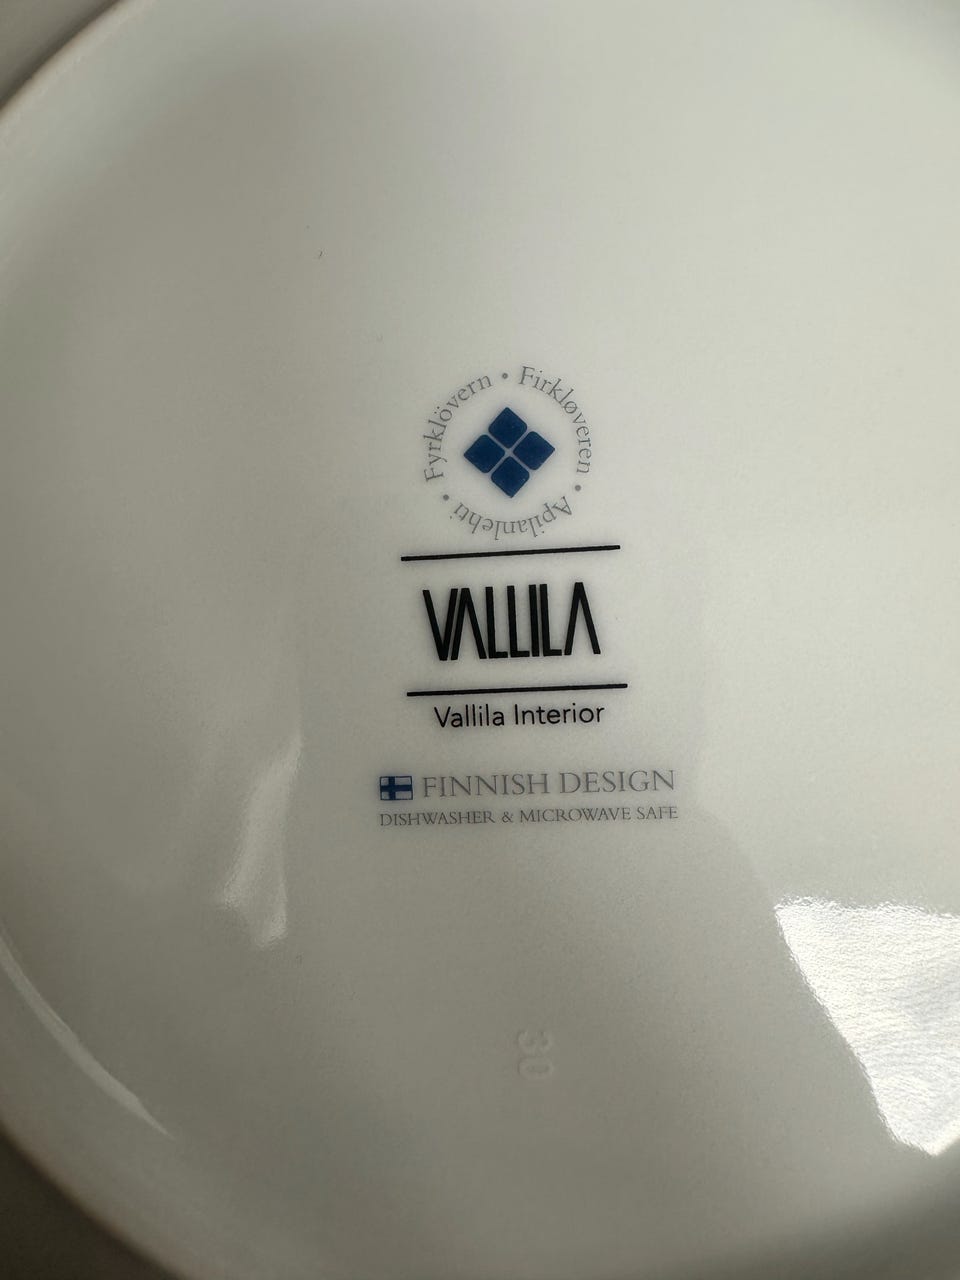 Fyrklövern • Firkløveren • Apilanlehti •
VALLILA
Vallila Interior
FINNISH DESIGN
DISHWASHER & MICROWAVE SAFE
30